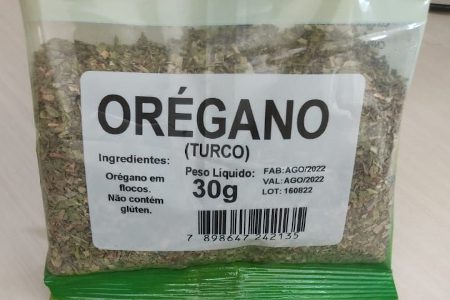 ORÉGANO
(TURCO)
Ingredientes:
Orégano em
flocos.
Não contém
glúten.
Peso Líquido:
30g
FAB: AGO/2022
VAL: AGO/2022
LOT: 160822
7 898647 242135